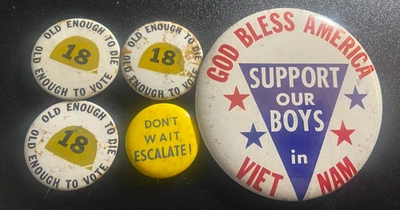 OLD ENOUGH TO DIE
18
OLD ENOUGH TO VOTE
OLD ENOUGH TO DIE
18
OLD ENOUGH TO VOTE
OLD ENOUGH TO DIE
18
OLD ENOUGH TO VOTE
DON'T
WAIT
ESCALATE!
GOD BLESS AMERICA
SUPPORT
OUR
BOYS
in
VIET NAM